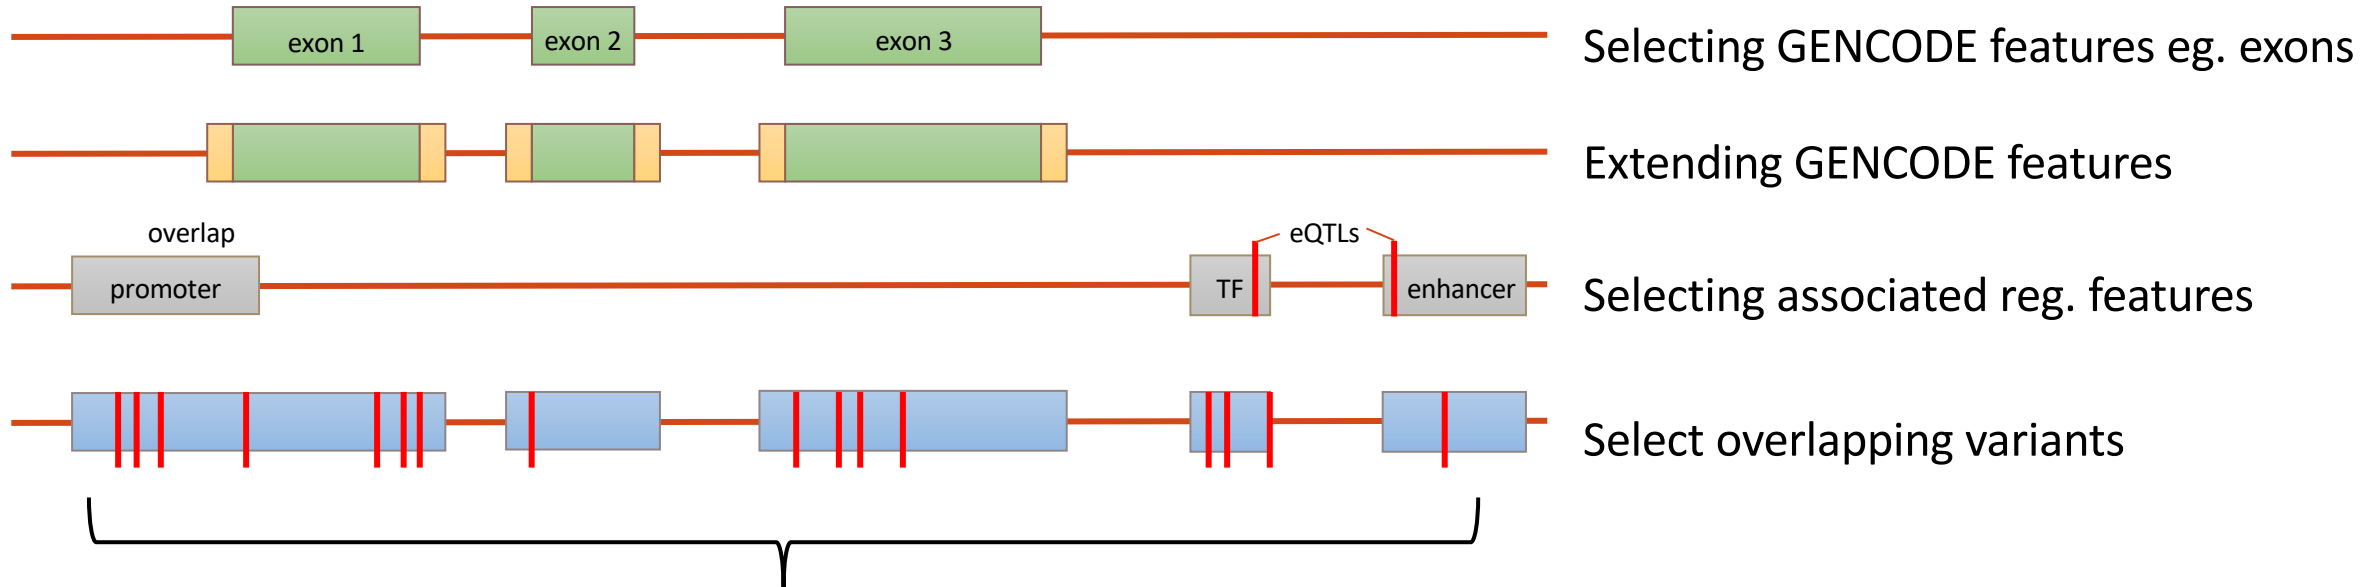 exon 1
exon 2
exon 3
Selecting GENCODE features eg. exons
Extending GENCODE features
overlap
eQTLs
promoter
TF
enhancer
Selecting associated reg. features
Select overlapping variants